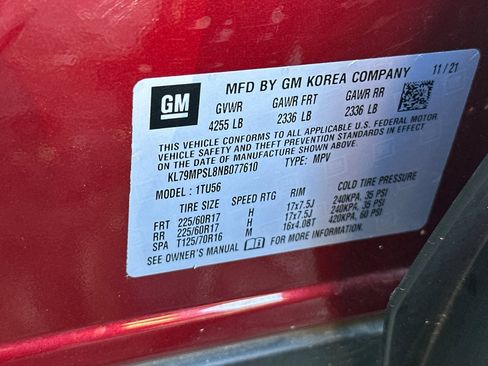 GM
MFD BY GM KOREA COMPANY 11/21
GVWR GAWR FRT GAWR RR
4255 LB 2336 LB 2336 LB
THIS VEHICLE CONFORMS TO ALL APPLICABLE U.S. FEDERAL MOTOR
VEHICLE SAFETY AND THEFT PREVENTION STANDARDS IN EFFECT
ON THE DATE OF MANUFACTURE SHOWN ABOVE.
KL79MPSL8NB077610 TYPE: MPV
MODEL: 1TU56
TIRE SIZE SPEED RTG RIM COLD TIRE PRESSURE
FRT 225/60R17 H 17x7.5J 240KPA, 35 PSI
RR 225/60R17 H 17x7.5J 240KPA, 35 PSI
SPA T125/70R16 M 16x4.0BT 420KPA, 60 PSI
SEE OWNER'S MANUAL FOR MORE INFORMATION.